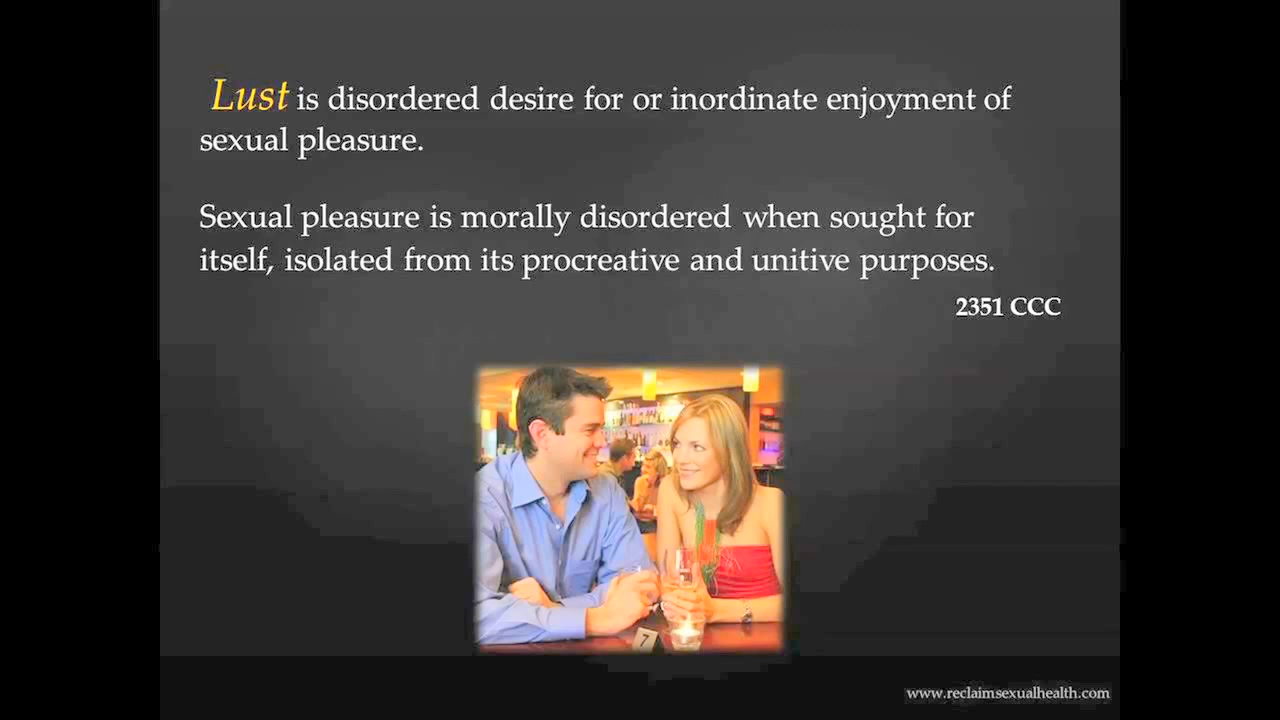 Lust is disordered desire for or inordinate enjoyment of
sexual pleasure.
Sexual pleasure is morally disordered when sought for
itself, isolated from its procreative and unitive purposes.
2351 CCC
7
www.reclaimsexualhealth.com